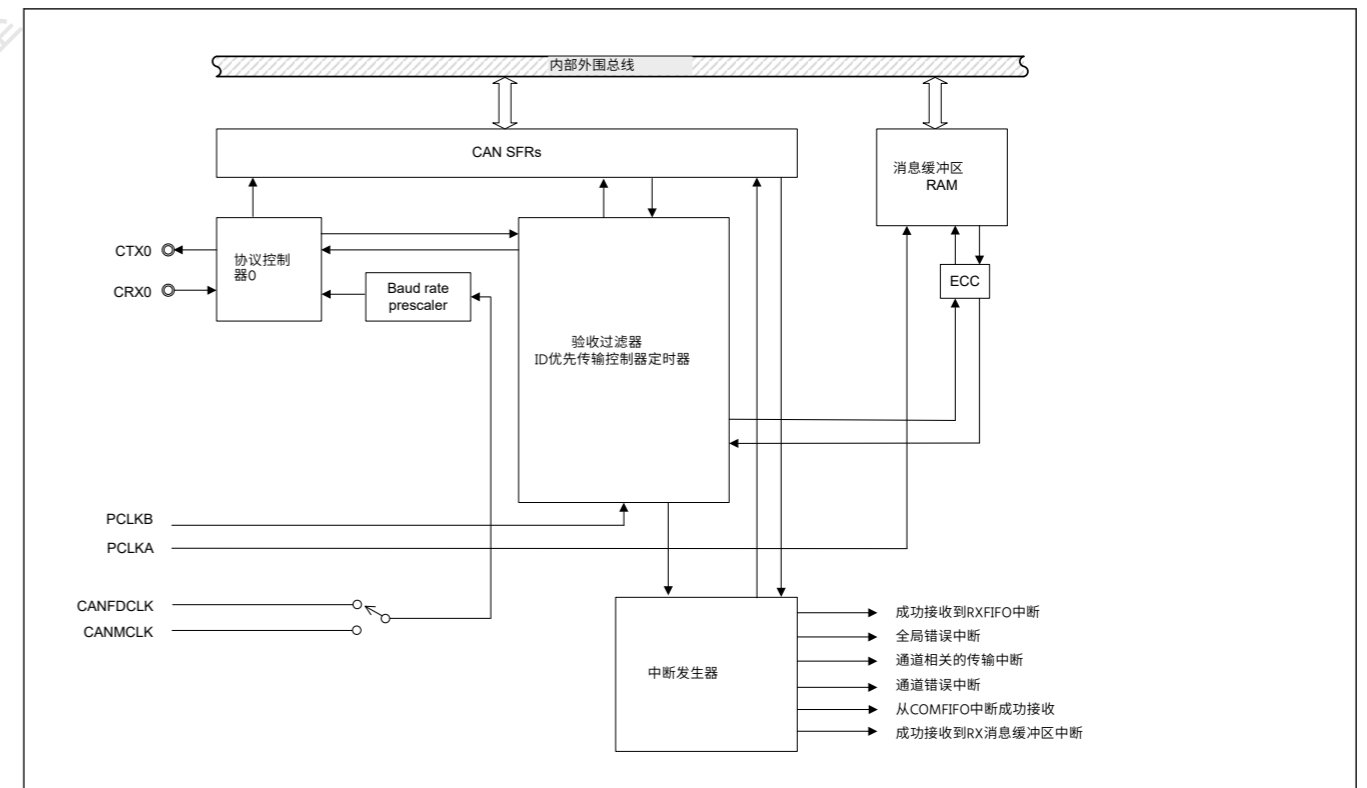 内部外围总线
CAN SFRs
消息缓冲区
RAM
CTX0
CRX0
协议控制
器0
Baud rate
prescaler
ECC
验收过滤器
ID优先传输控制器定时器
PCLKB
PCLKA
CANFDCLK
CANMCLK
中断发生器
成功接收到RXFIFO中断
全局错误中断
通道相关的传输中断
通道错误中断
从COMFIFO中断成功接收
成功接收到RX消息缓冲区中断